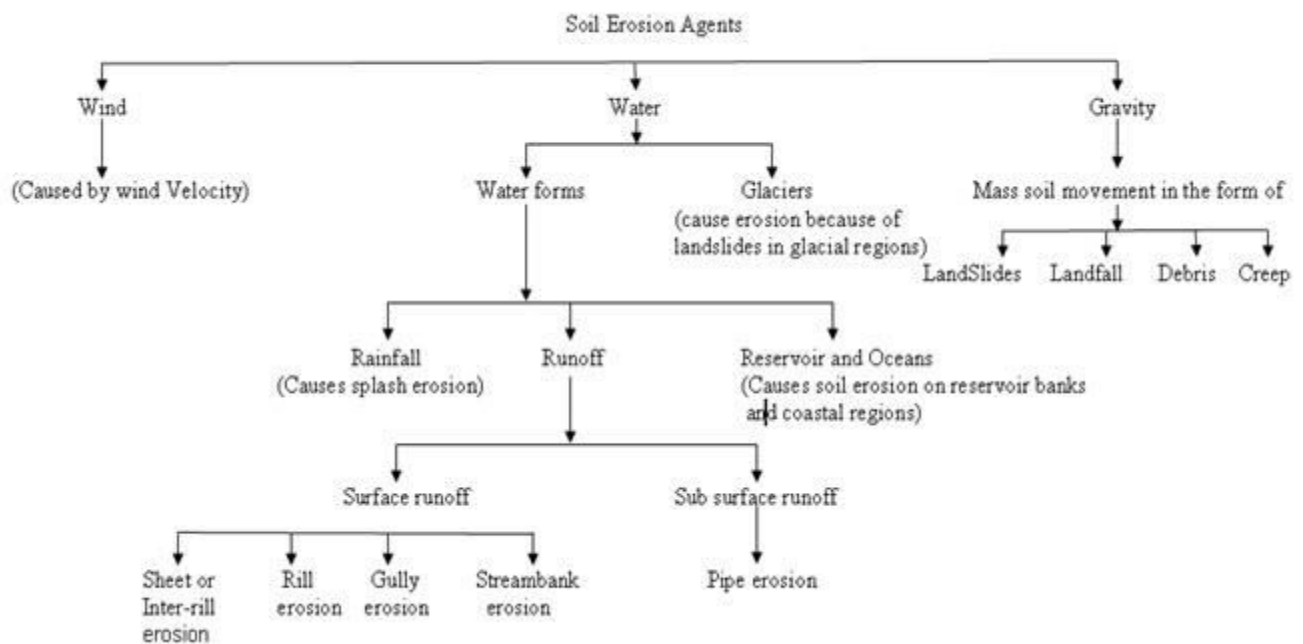 Soil Erosion Agents
Wind
Water
Gravity
(Caused by wind Velocity)
Water forms
Glaciers
(cause erosion because of
landslides in glacial regions)
Mass soil movement in the form of
LandSlides
Landfall
Debris
Creep
Rainfall
(Causes splash erosion)
Runoff
Reservoir and Oceans
(Causes soil erosion on reservoir banks
and coastal regions)
Surface runoff
Sub surface runoff
Sheet or
Inter-rill
erosion
Rill
erosion
Gully
erosion
Streambank
erosion
Pipe erosion